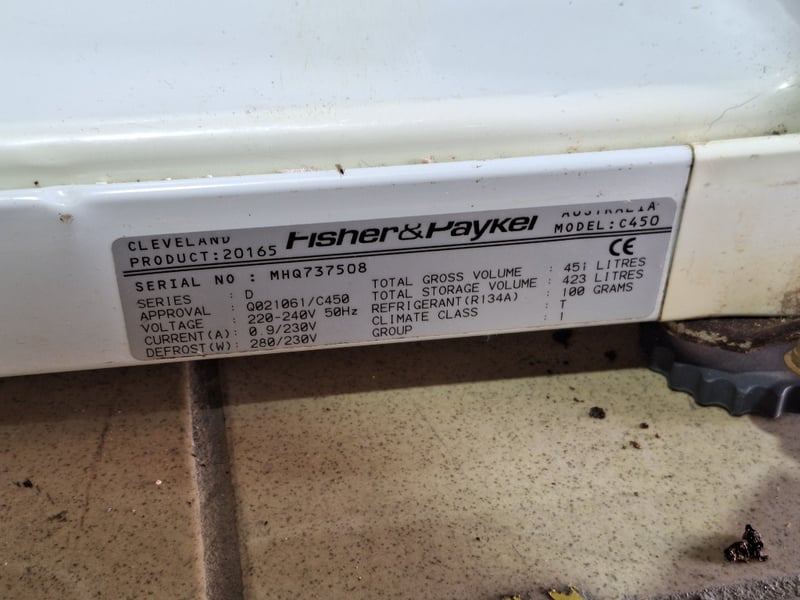 CLEVELAND
PRODUCT:20165
Fisher&Paykel
AUSTRALIA
MODEL:C450
SERIAL NO : MHQ737508
CE
SERIES : D
APPROVAL : Q021061/C450
VOLTAGE : 220-240V 50Hz
CURRENT(A): 0.9/230V
DEFROST(W): 280/230V
TOTAL GROSS VOLUME : 451 LITRES
TOTAL STORAGE VOLUME : 423 LITRES
REFRIGERANT(R134A) : 100 GRAMS
CLIMATE CLASS : T
GROUP : 1